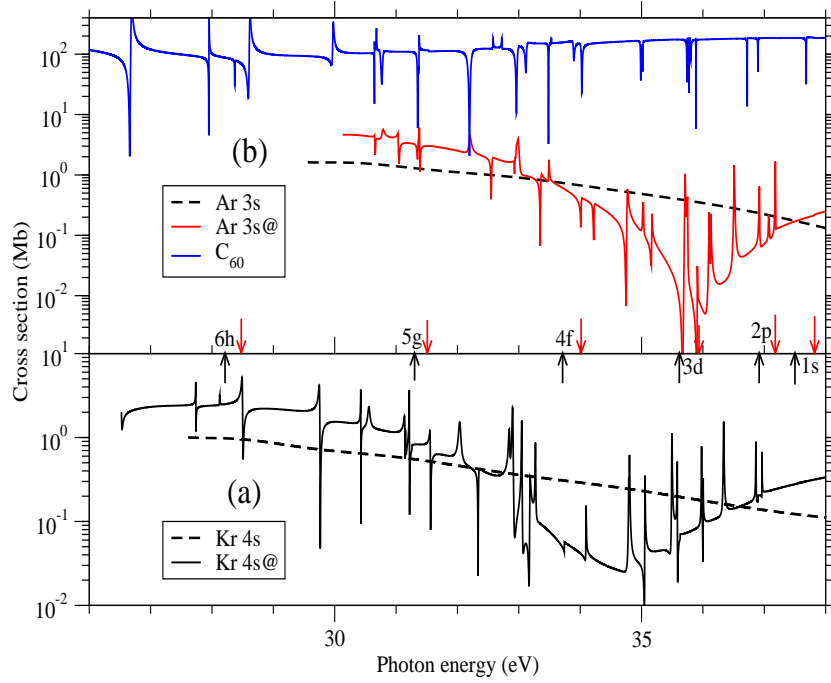 10²
10¹
10⁰
10⁻¹
10⁻²
(b)
Ar 3s
Ar 3s@
C₆₀
Cross section (Mb)
6h
5g
4f
3d
2p
1s
10¹
10⁰
10⁻¹
10⁻²
(a)
Kr 4s
Kr 4s@
30
35
Photon energy (eV)